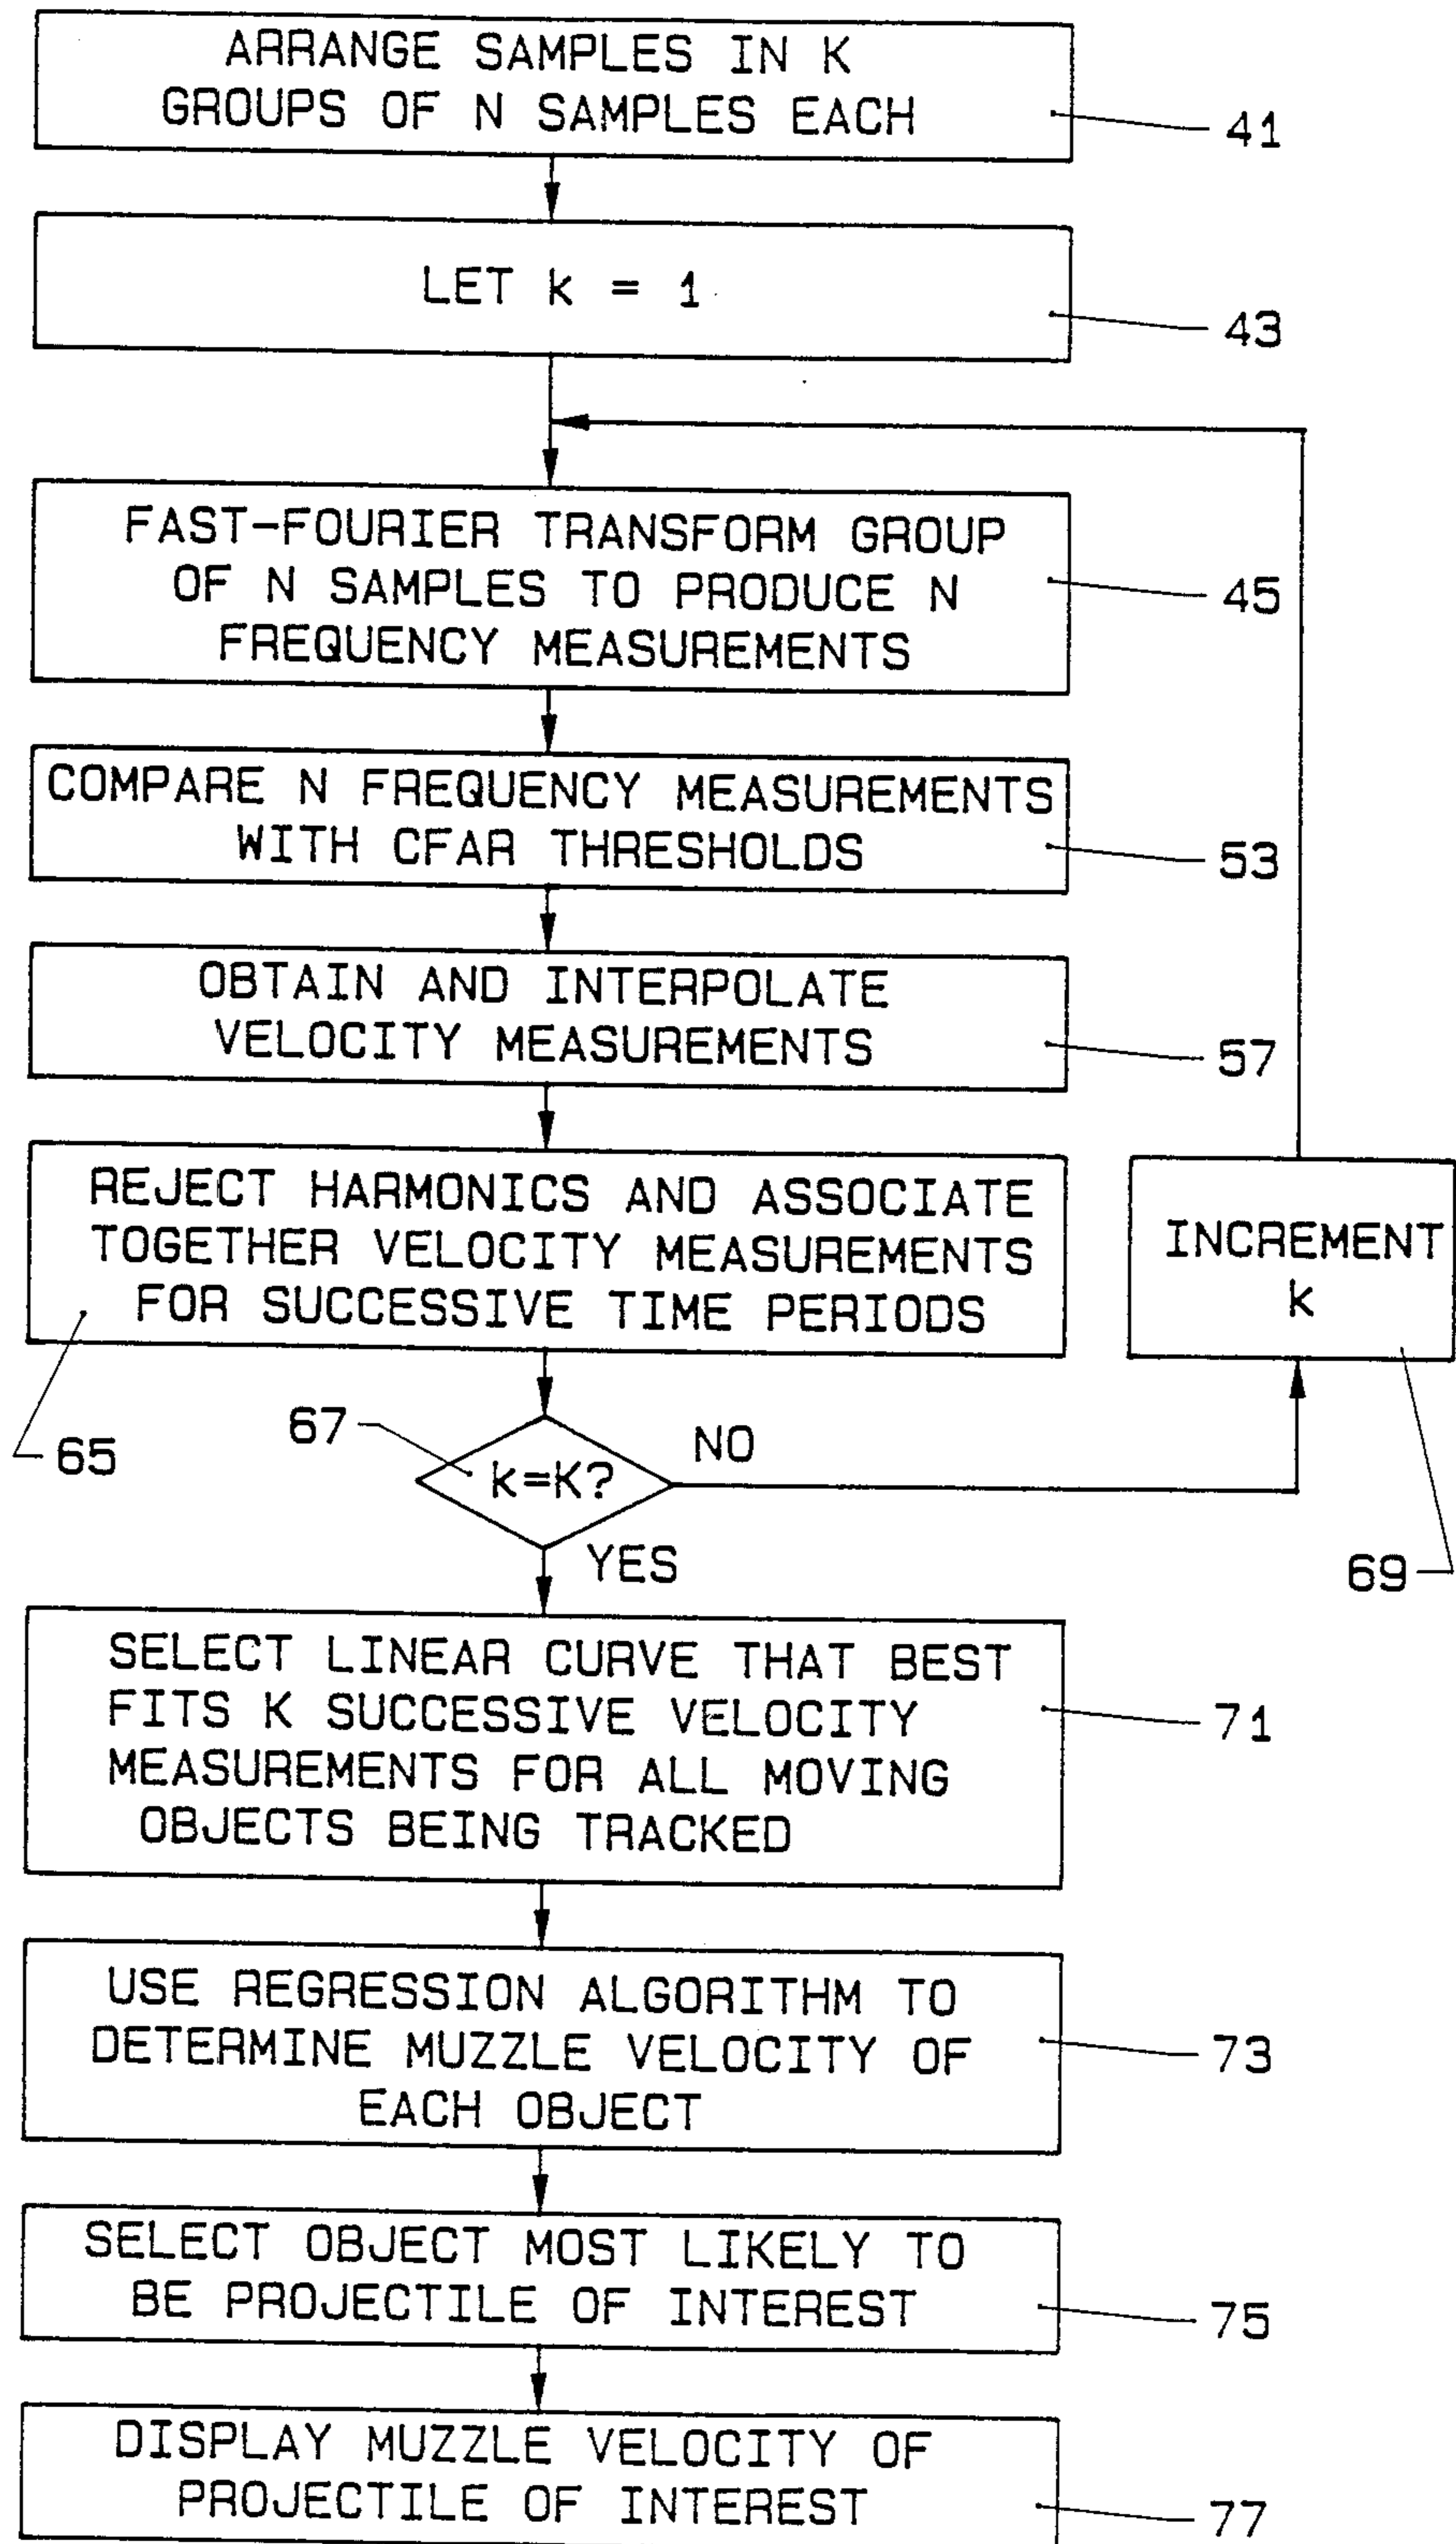 ARRANGE SAMPLES IN K
GROUPS OF N SAMPLES EACH
41
LET k = 1
43
FAST-FOURIER TRANSFORM GROUP
OF N SAMPLES TO PRODUCE N
FREQUENCY MEASUREMENTS
45
COMPARE N FREQUENCY MEASUREMENTS
WITH CFAR THRESHOLDS
53
OBTAIN AND INTERPOLATE
VELOCITY MEASUREMENTS
57
REJECT HARMONICS AND ASSOCIATE
TOGETHER VELOCITY MEASUREMENTS
FOR SUCCESSIVE TIME PERIODS
65
INCREMENT
k
69
67
k=K?
NO
YES
SELECT LINEAR CURVE THAT BEST
FITS K SUCCESSIVE VELOCITY
MEASUREMENTS FOR ALL MOVING
OBJECTS BEING TRACKED
71
USE REGRESSION ALGORITHM TO
DETERMINE MUZZLE VELOCITY OF
EACH OBJECT
73
SELECT OBJECT MOST LIKELY TO
BE PROJECTILE OF INTEREST
75
DISPLAY MUZZLE VELOCITY OF
PROJECTILE OF INTEREST
77